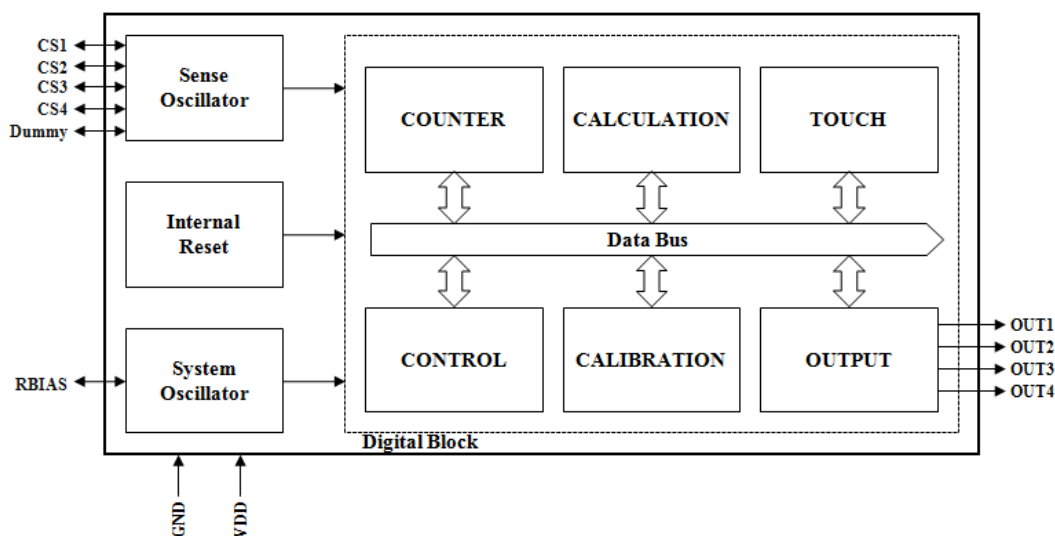 CS1
CS2
CS3
CS4
Dummy
Sense
Oscillator
COUNTER
CALCULATION
TOUCH
Internal
Reset
Data Bus
RBIAS
System
Oscillator
CONTROL
CALIBRATION
OUTPUT
OUT1
OUT2
OUT3
OUT4
Digital Block
GND
VDD